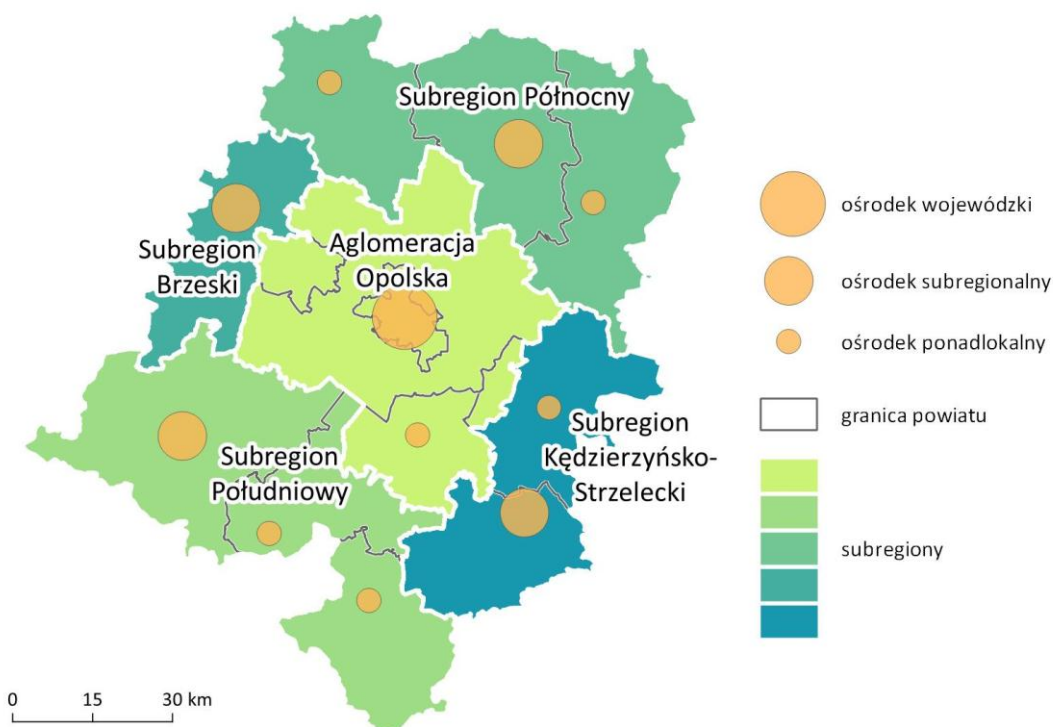 Subregion Północny
Subregion
Brzeski
Aglomeracja
Opolska
Subregion
Południowy
Subregion
Kędzierzyńsko-
Strzelecki
ośrodek wojewódzki
ośrodek subregionalny
ośrodek ponadlokalny
granica powiatu
subregiony
0 15 30 km